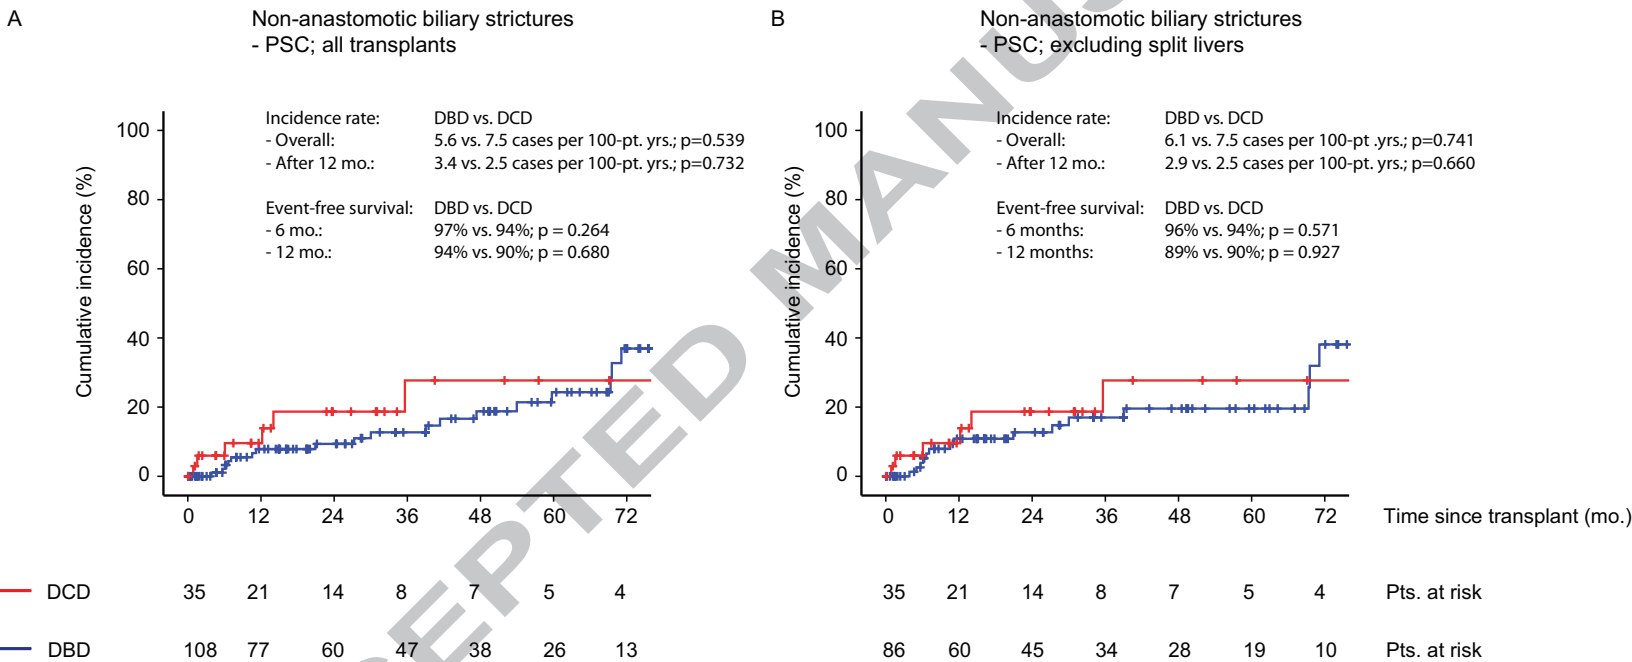 A
Non-anastomotic biliary strictures
- PSC; all transplants
Incidence rate: DBD vs. DCD
- Overall: 5.6 vs. 7.5 cases per 100-pt. yrs.; p=0.539
- After 12 mo.: 3.4 vs. 2.5 cases per 100-pt. yrs.; p=0.732
Event-free survival: DBD vs. DCD
- 6 mo.: 97% vs. 94%; p = 0.264
- 12 mo.: 94% vs. 90%; p = 0.680
Cumulative incidence (%)
100
80
60
40
20
0
0 12 24 36 48 60 72
B
Non-anastomotic biliary strictures
- PSC; excluding split livers
Incidence rate: DBD vs. DCD
- Overall: 6.1 vs. 7.5 cases per 100-pt .yrs.; p=0.741
- After 12 mo.: 2.9 vs. 2.5 cases per 100-pt. yrs.; p=0.660
Event-free survival: DBD vs. DCD
- 6 months: 96% vs. 94%; p = 0.571
- 12 months: 89% vs. 90%; p = 0.927
Cumulative incidence (%)
100
80
60
40
20
0
0 12 24 36 48 60 72 Time since transplant (mo.)
DCD 35 21 14 8 7 5 4 35 21 14 8 7 5 4 Pts. at risk
DBD 108 77 60 47 38 26 13 86 60 45 34 28 19 10 Pts. at risk